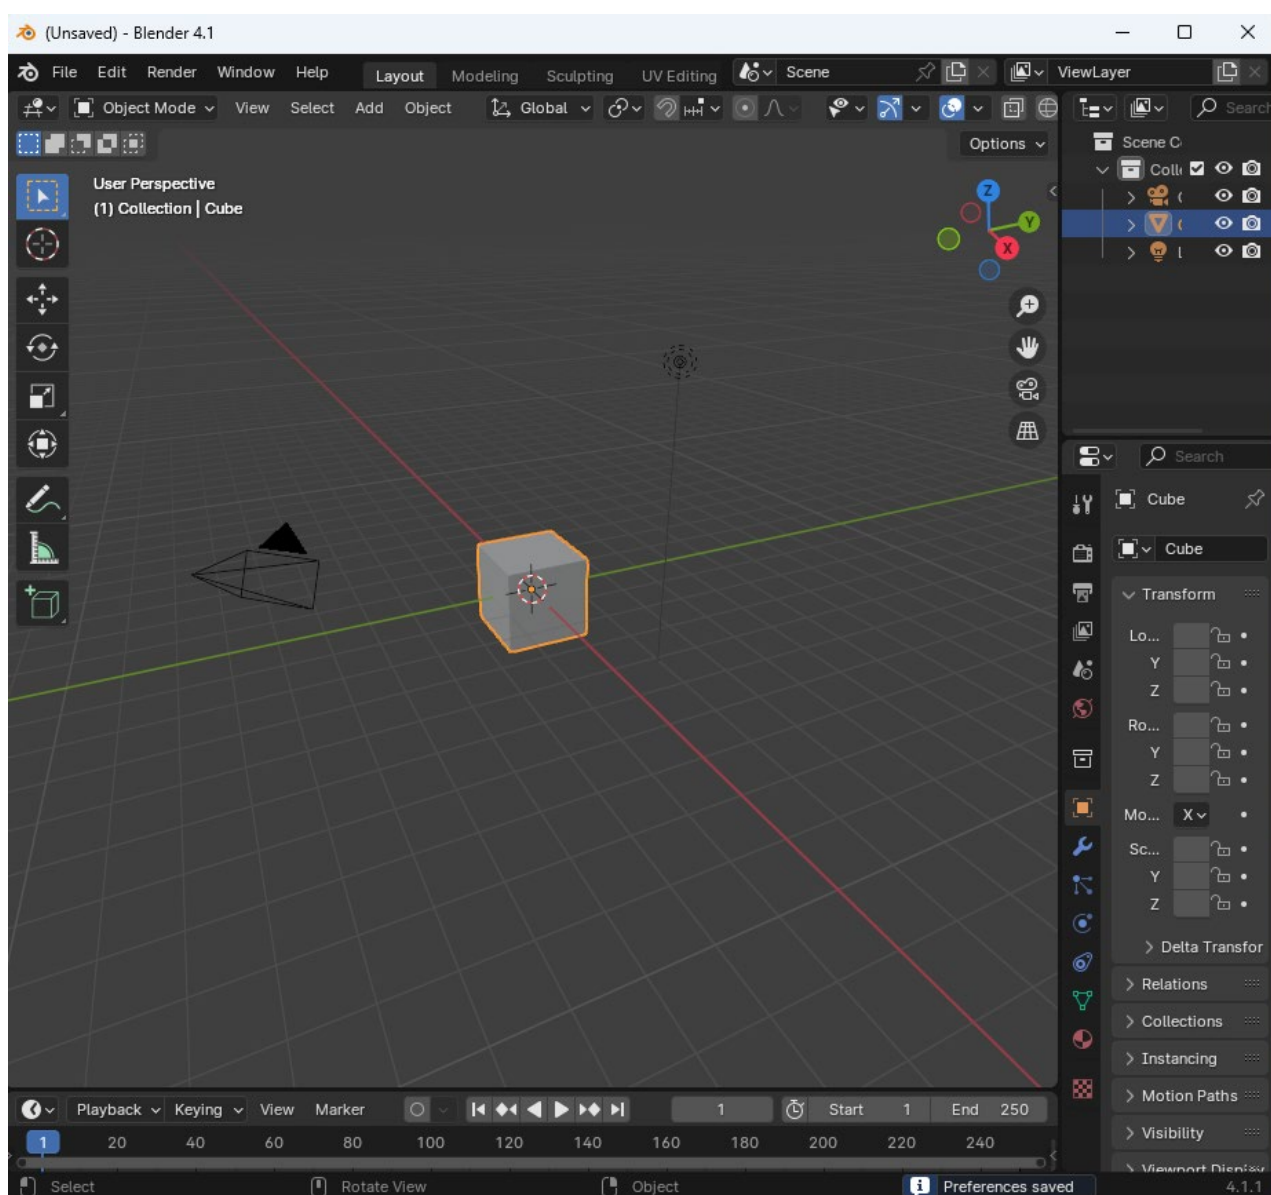 (Unsaved) - Blender 4.1
File Edit Render Window Help Layout Modeling Sculpting UV Editing Scene ViewLayer
Object Mode View Select Add Object Global Search
Options
User Perspective
(1) Collection | Cube
Z
Y
X
Scene C
Coll
Search
Cube
Cube
Transform
Lo...
Y
Z
Ro...
Y
Z
Mo... X
Sc...
Y
Z
Delta Transfor
Relations
Collections
Instancing
Motion Paths
Visibility
Viewport Display
Playback Keying View Marker 1 Start 1 End 250
1 20 40 60 80 100 120 140 160 180 200 220 240
Select Rotate View Object Preferences saved 4.1.1